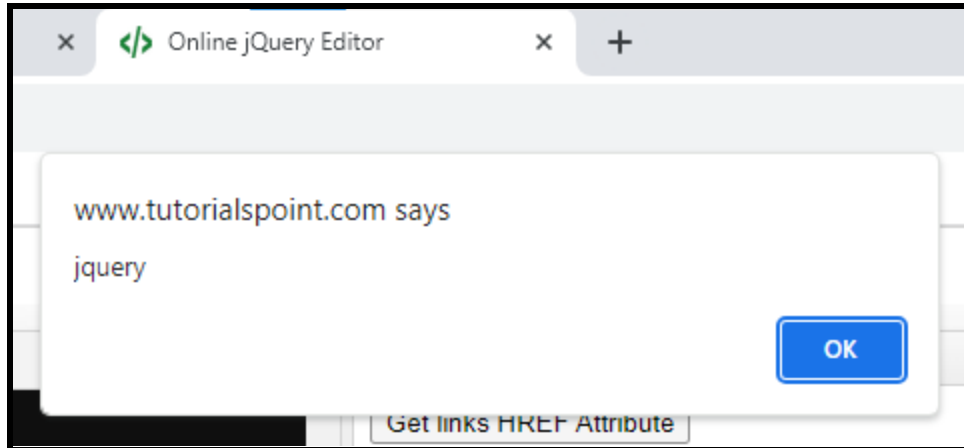 Online jQuery Editor
www.tutorialspoint.com says
jquery
OK
Get links HREF Attribute